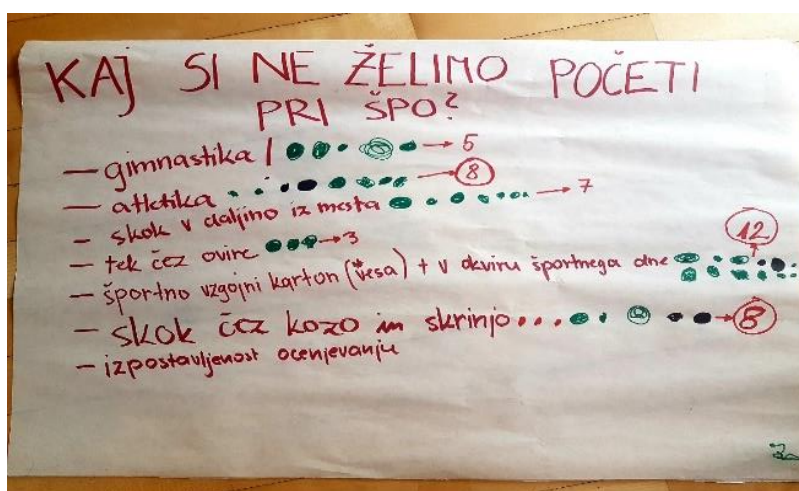 KAJ SI NE ŽELIMO POČETI
PRI ŠPO?
- gimnastika → 5
- atletika → 8
- skok v daljino iz mesta → 7
- tek čez ovire → 3
12
- športno vzgojni karton (vesa) + v okviru športnega dne
- skok čez kozo in skrinjo → 8
- izpostavljenost ocenjevanju